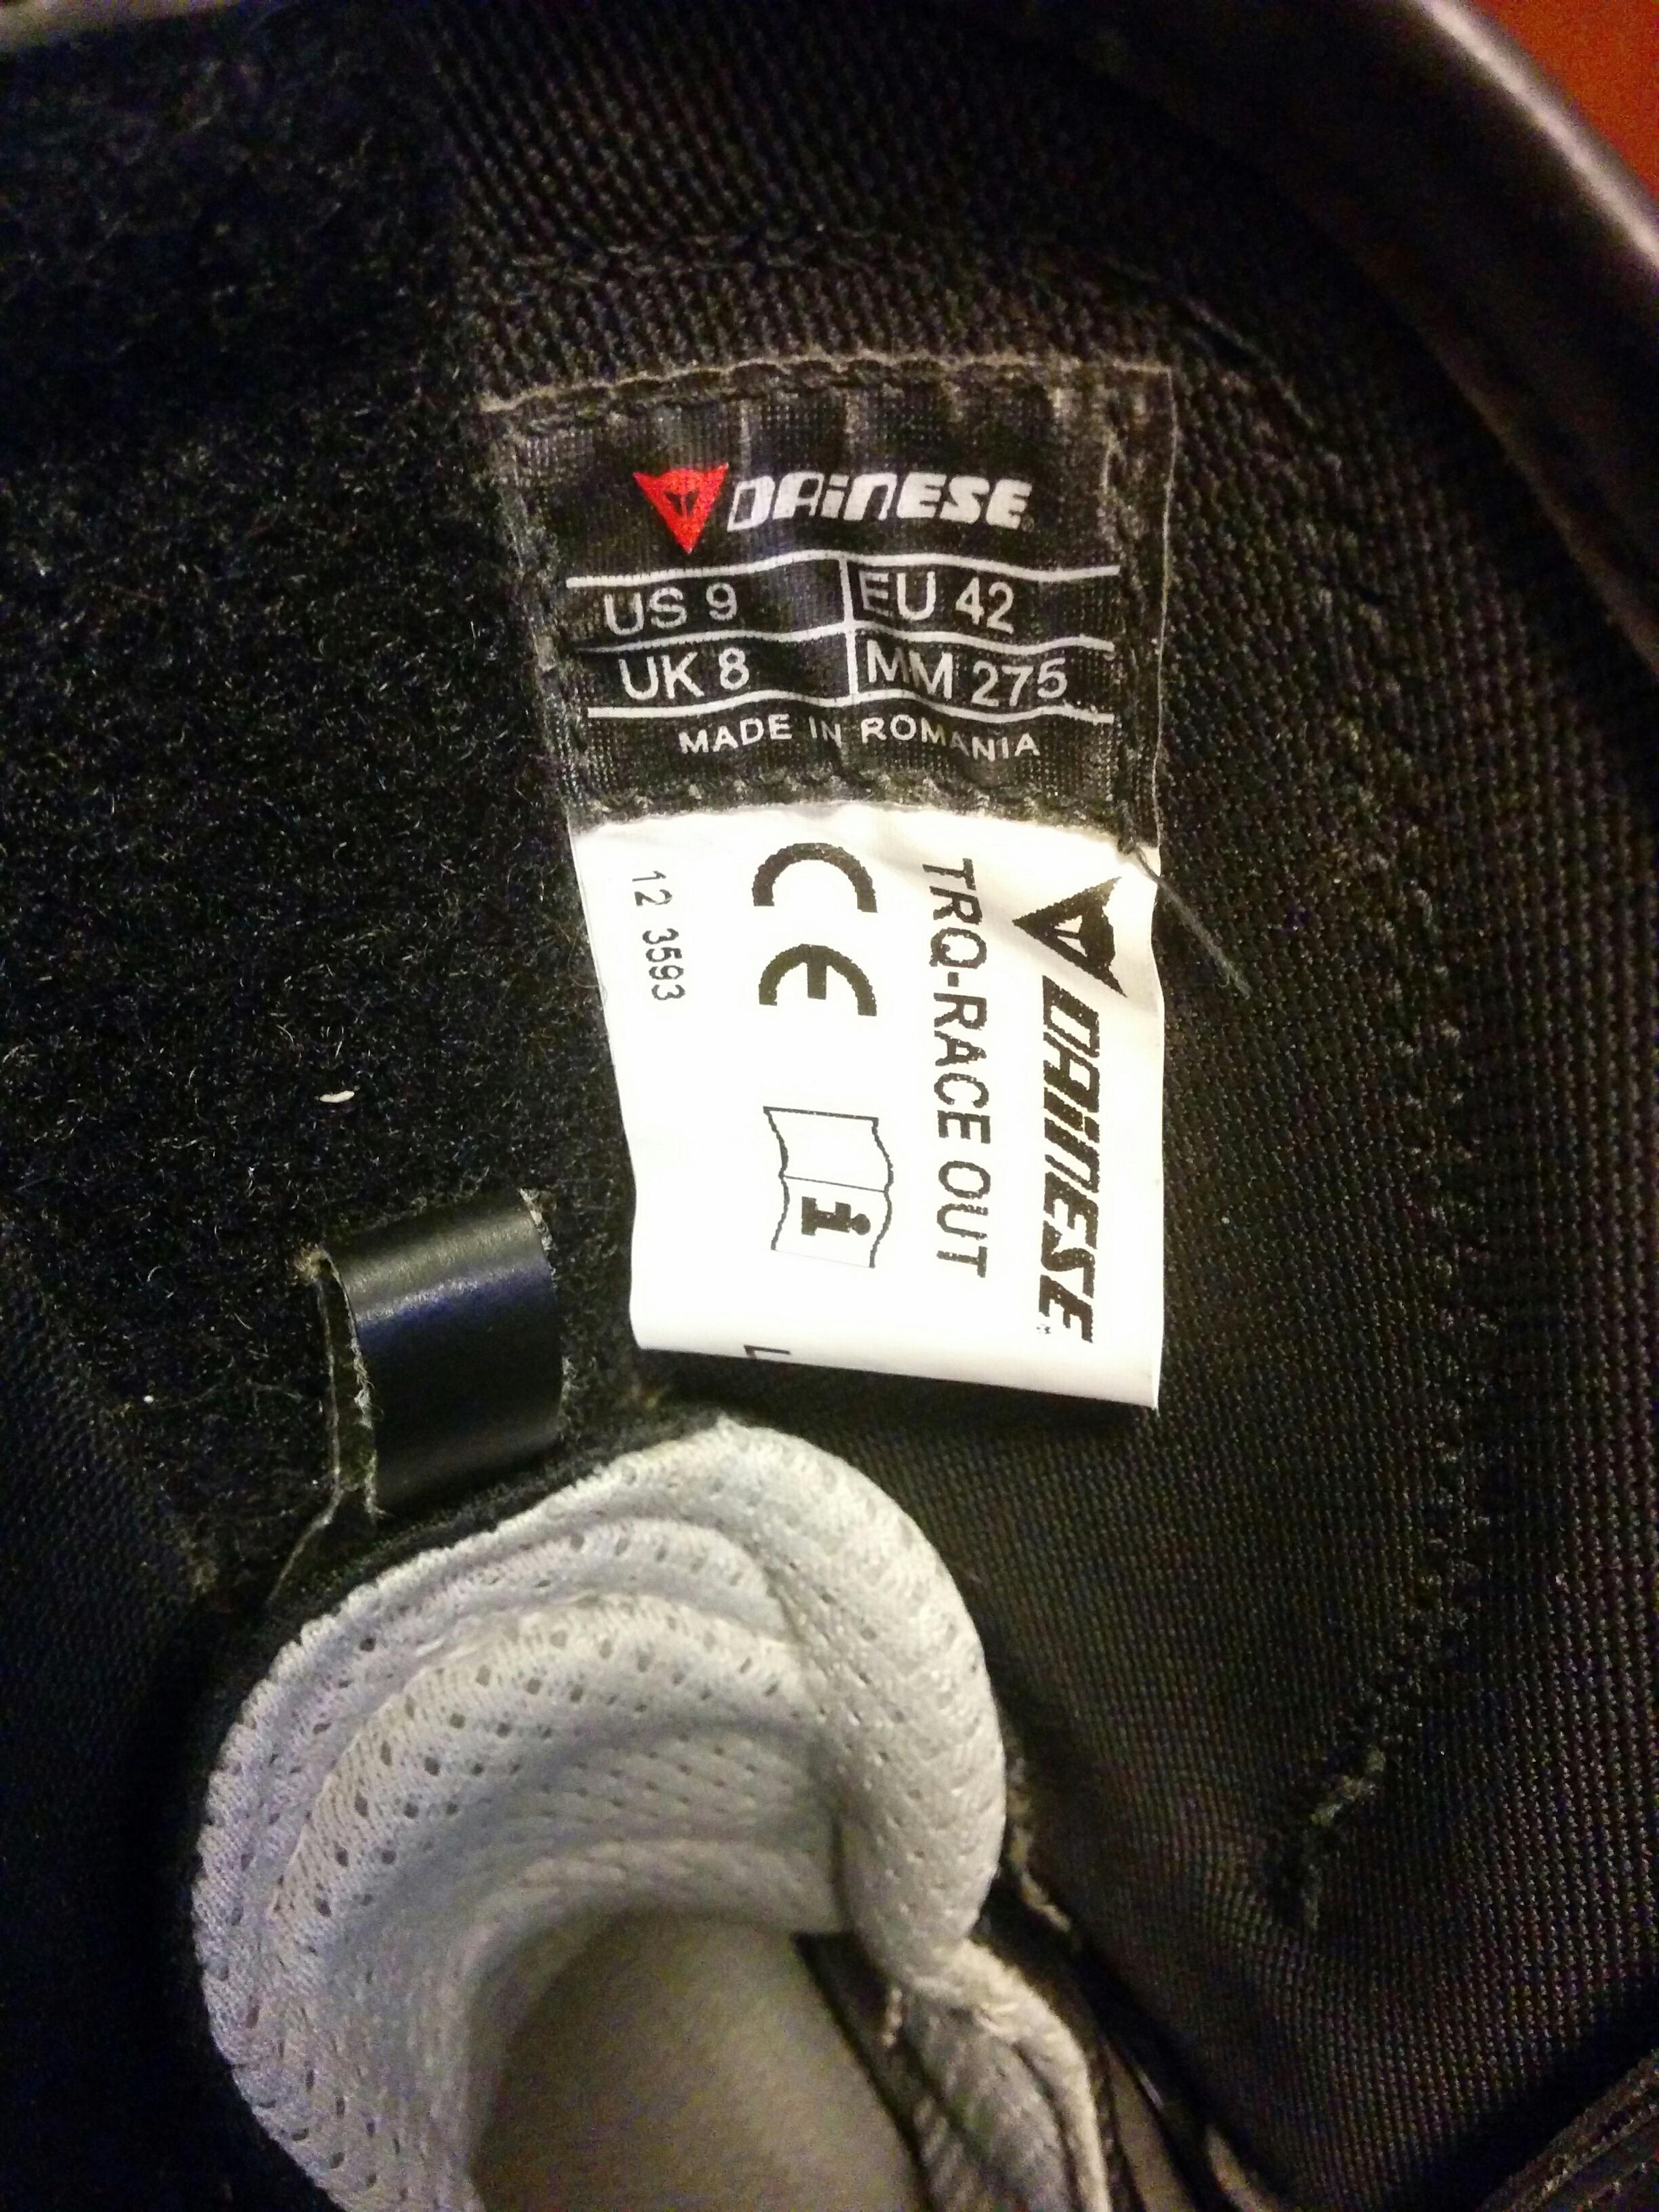 DAINESE
US 9 EU 42
UK 8 MM 275
MADE IN ROMANIA
DAINESE
TRQ-RACE OUT
CE i
12 3593
L